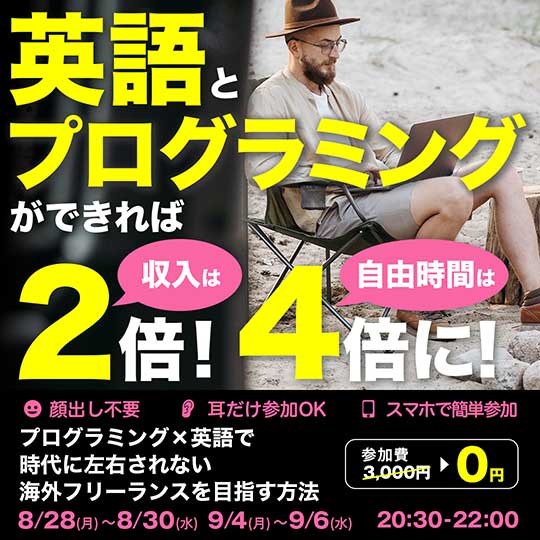 英語と
プログラミング
ができれば
収入は
2倍!
自由時間は
4倍に!
顔出し不要
耳だけ参加OK
スマホで簡単参加
プログラミング×英語で
時代に左右されない
海外フリーランスを目指す方法
参加費
3,000円
0円
8/28(月)～8/30(水) 9/4(月)～9/6(水) 20:30-22:00